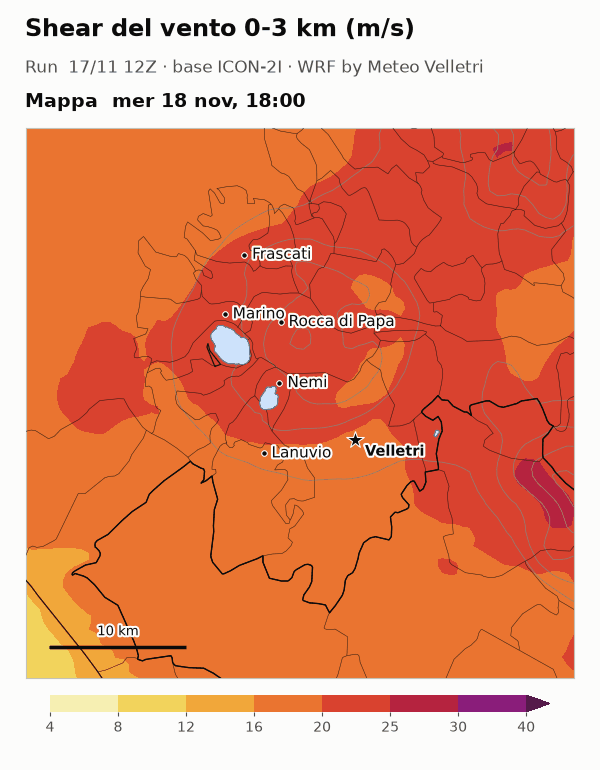 Shear del vento 0-3 km (m/s)
Run  17/11 12Z · base ICON-2I · WRF by Meteo Velletri
Mappa  mer 18 nov, 18:00
Frascati
Marino
Rocca di Papa
Nemi
Lanuvio
Velletri
10 km
4 8 12 16 20 25 30 40